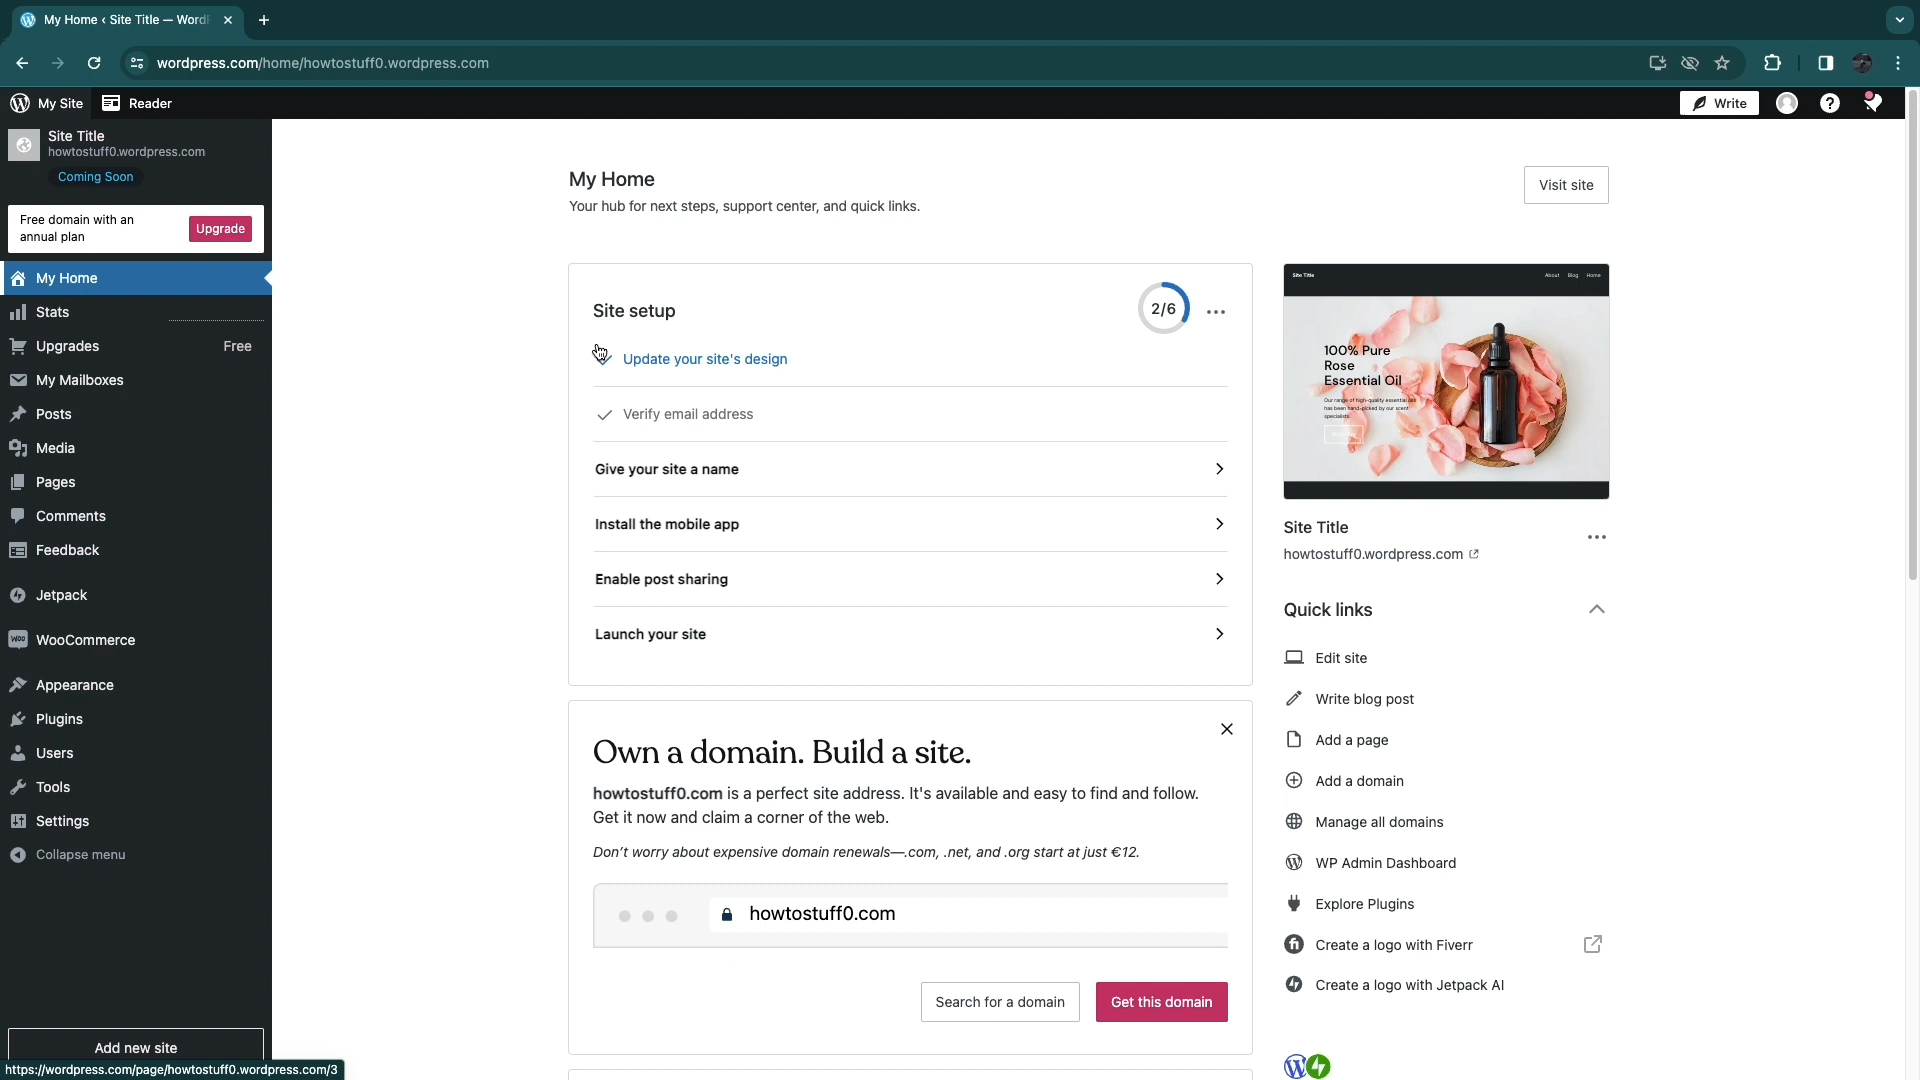 My Home ‹ Site Title — WordP
wordpress.com/home/howtostuff0.wordpress.com
My Site
Reader
Write
Site Title
howtostuff0.wordpress.com
Coming Soon
Free domain with an
annual plan
Upgrade
My Home
Stats
Upgrades
Free
My Mailboxes
Posts
Media
Pages
Comments
Feedback
Jetpack
WooCommerce
Appearance
Plugins
Users
Tools
Settings
Collapse menu
Add new site
https://wordpress.com/page/howtostuff0.wordpress.com/3
My Home
Your hub for next steps, support center, and quick links.
Visit site
Site setup
2/6
Update your site's design
Verify email address
Give your site a name
Install the mobile app
Enable post sharing
Launch your site
Own a domain. Build a site.
howtostuff0.com is a perfect site address. It's available and easy to find and follow.
Get it now and claim a corner of the web.
Don't worry about expensive domain renewals—.com, .net, and .org start at just €12.
howtostuff0.com
Search for a domain
Get this domain
Site Title
About Blog Home
100% Pure
Rose
Essential Oil
Our range of high-quality essential oils
has been hand-picked by our scent
specialists.
Site Title
howtostuff0.wordpress.com
Quick links
Edit site
Write blog post
Add a page
Add a domain
Manage all domains
WP Admin Dashboard
Explore Plugins
Create a logo with Fiverr
Create a logo with Jetpack AI